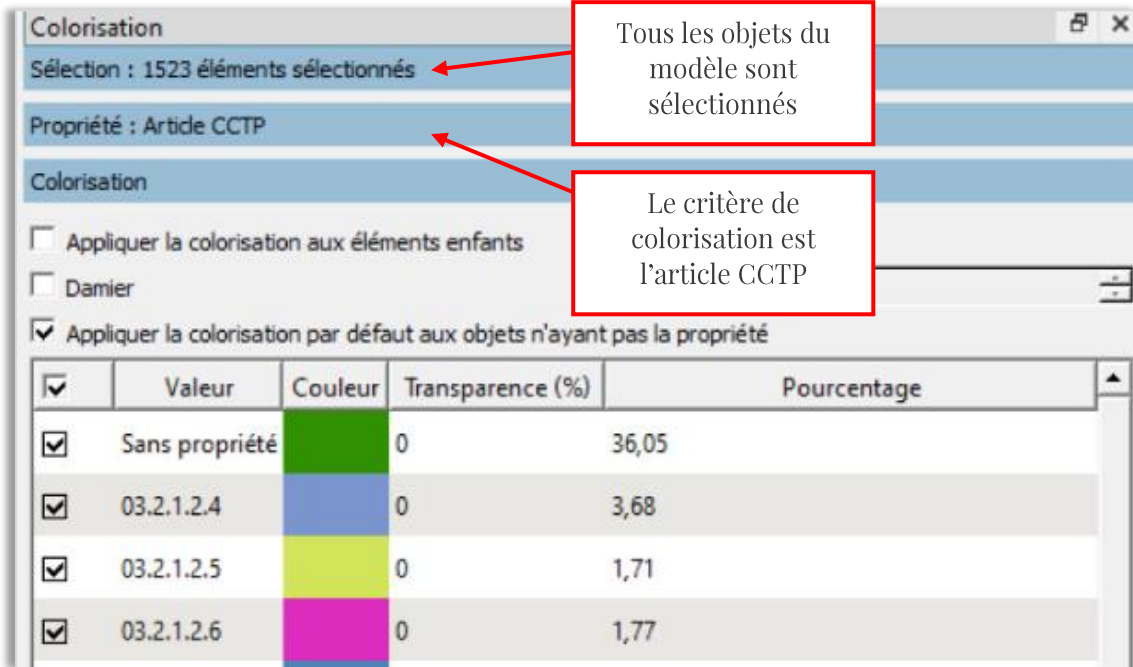 Colorisation
Tous les objets du
modèle sont
sélectionnés
Sélection : 1523 éléments sélectionnés
Propriété : Article CCTP
Colorisation
Le critère de
colorisation est
l'article CCTP
Appliquer la colorisation aux éléments enfants
Damier
Appliquer la colorisation par défaut aux objets n'ayant pas la propriété
Valeur Couleur Transparence (%) Pourcentage
Sans propriété 0 36,05
03.2.1.2.4 0 3,68
03.2.1.2.5 0 1,71
03.2.1.2.6 0 1,77